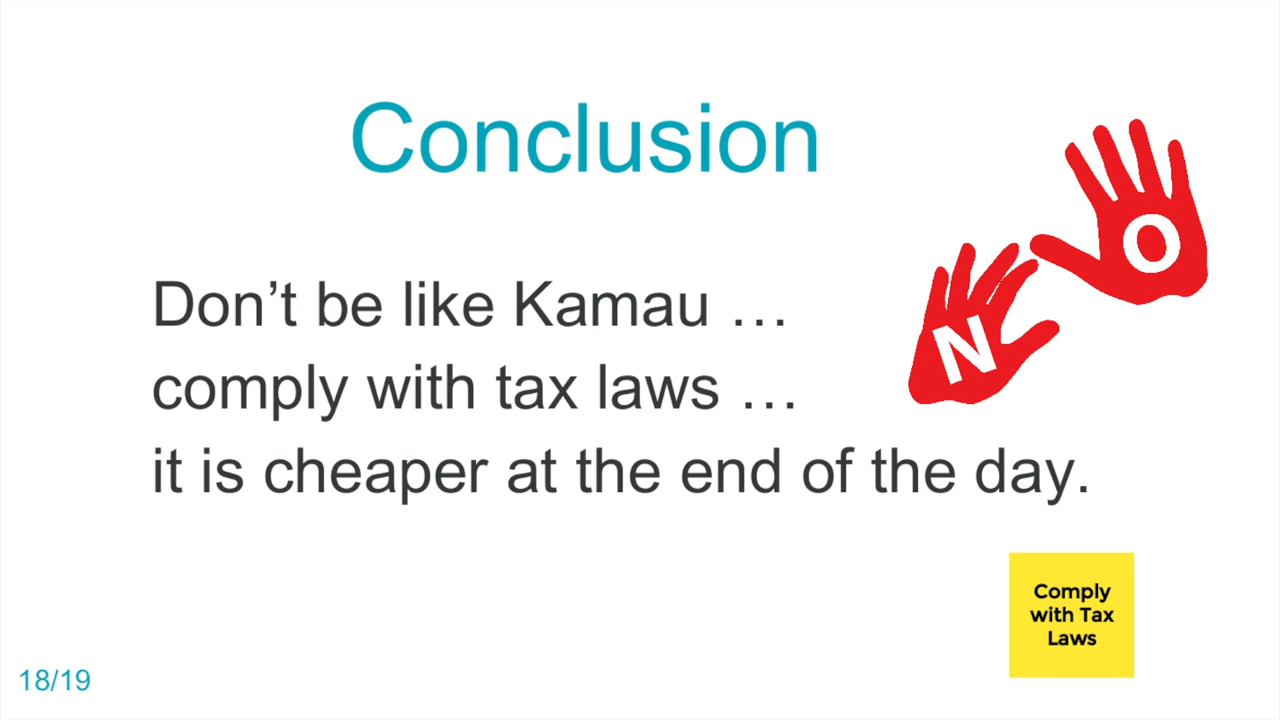 Conclusion
Don’t be like Kamau …
comply with tax laws …
it is cheaper at the end of the day.
N
O
Comply
with Tax
Laws
18/19